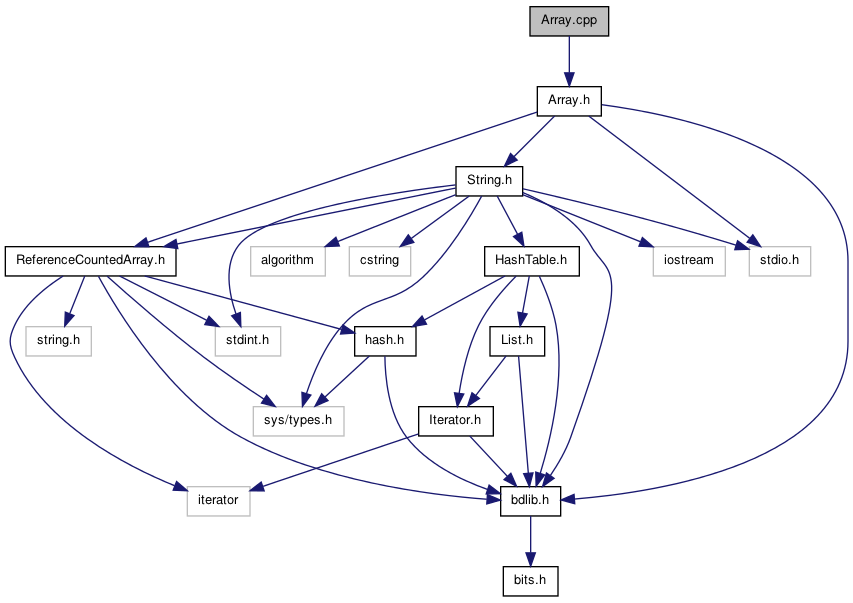 Array.cpp
Array.h
String.h
ReferenceCountedArray.h
algorithm
cstring
HashTable.h
iostream
stdio.h
string.h
stdint.h
hash.h
List.h
sys/types.h
Iterator.h
iterator
bdlib.h
bits.h